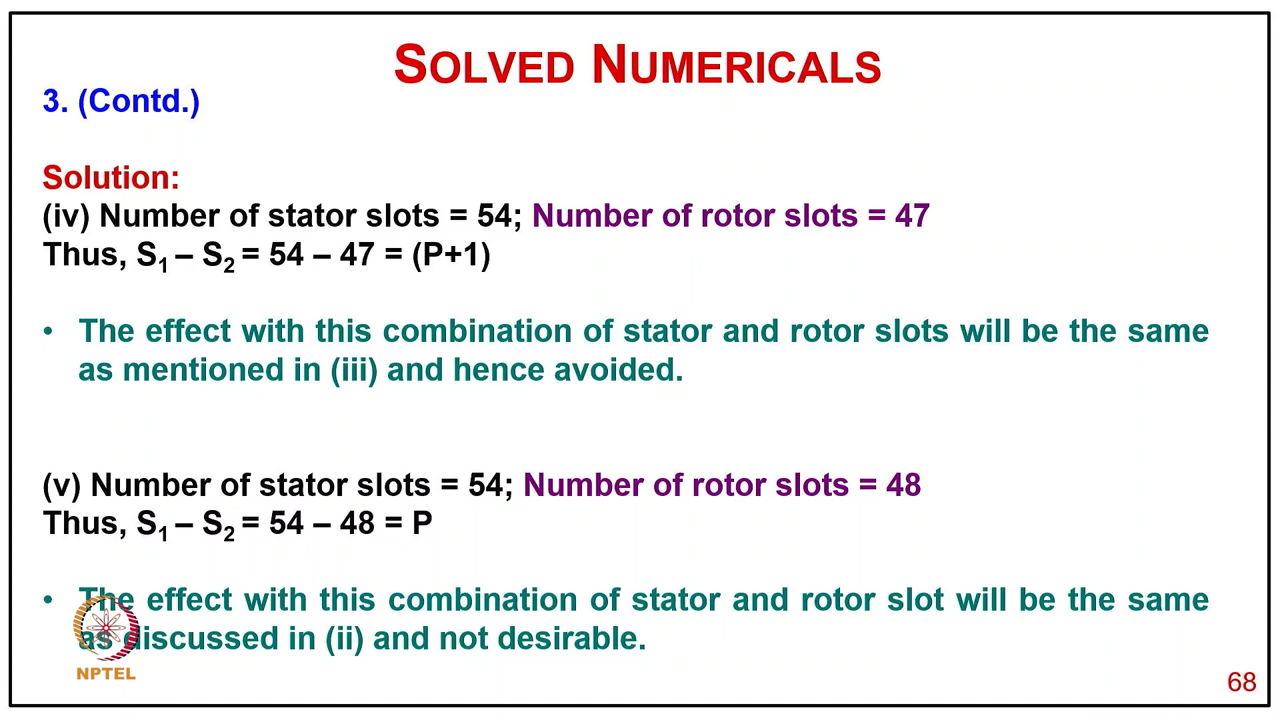 SOLVED NUMERICALS
3. (Contd.)
Solution:
(iv) Number of stator slots = 54; Number of rotor slots = 47
Thus, S₁ – S₂ = 54 – 47 = (P+1)
• The effect with this combination of stator and rotor slots will be the same
as mentioned in (iii) and hence avoided.
(v) Number of stator slots = 54; Number of rotor slots = 48
Thus, S₁ – S₂ = 54 – 48 = P
• The effect with this combination of stator and rotor slot will be the same
as discussed in (ii) and not desirable.
NPTEL
68